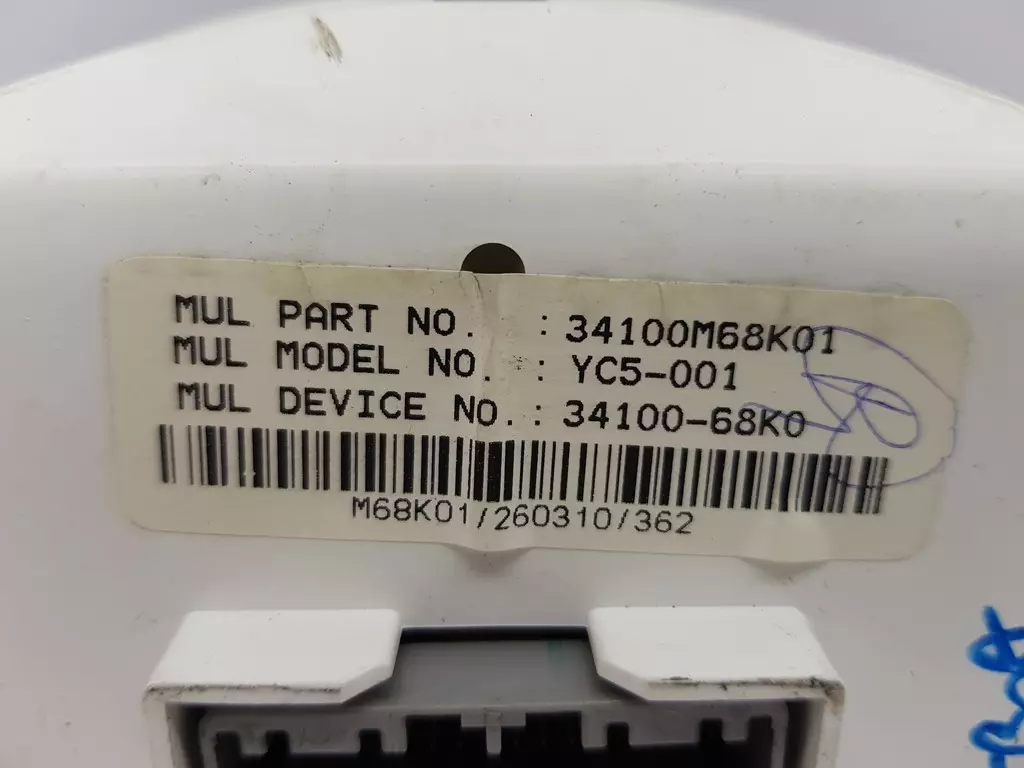 MUL PART NO. : 34100M68K01
MUL MODEL NO. : YC5-001
MUL DEVICE NO. : 34100-68K0
M68K01/260310/362